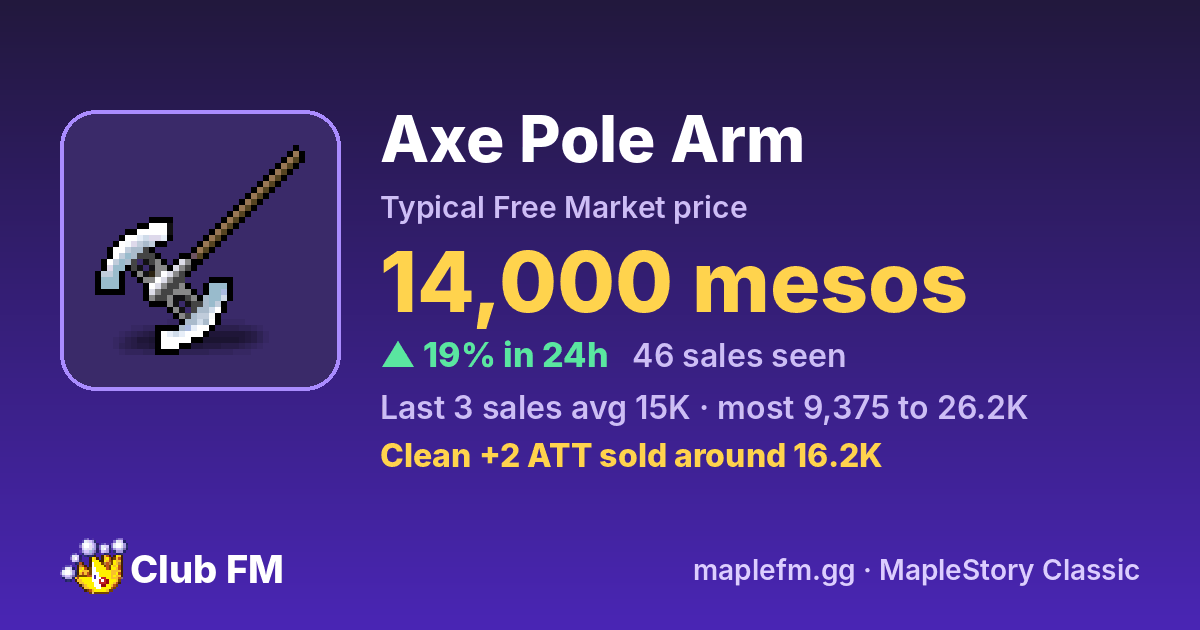 Axe Pole Arm
Typical Free Market price
14,000 mesos
▲ 19% in 24h 46 sales seen
Last 3 sales avg 15K · most 9,375 to 26.2K
Clean +2 ATT sold around 16.2K
Club FM
maplefm.gg · MapleStory Classic